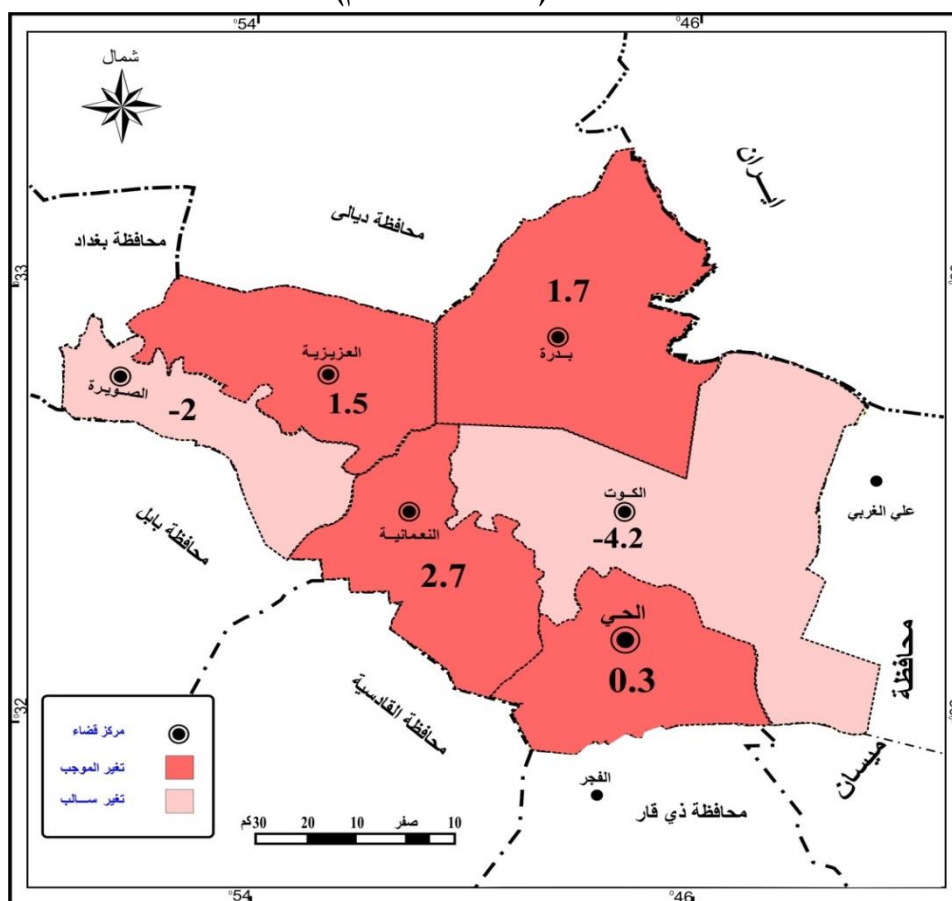 °54
°46
شمال
ايران
محافظة ديالى
محافظة بغداد
33
1.7
بدرة
العزيزية
1.5
الصويرة
-2
الكوت
-4.2
علي الغربي
النعمانية
2.7
محافظة بابل
الحي
0.3
محافظة
ميسان
محافظة القادسية
32
مركز قضاء
تغير الموجب
تغير سالب
الفجر
محافظة ذي قار
30كم 20 10 صفر 10
°54
°46